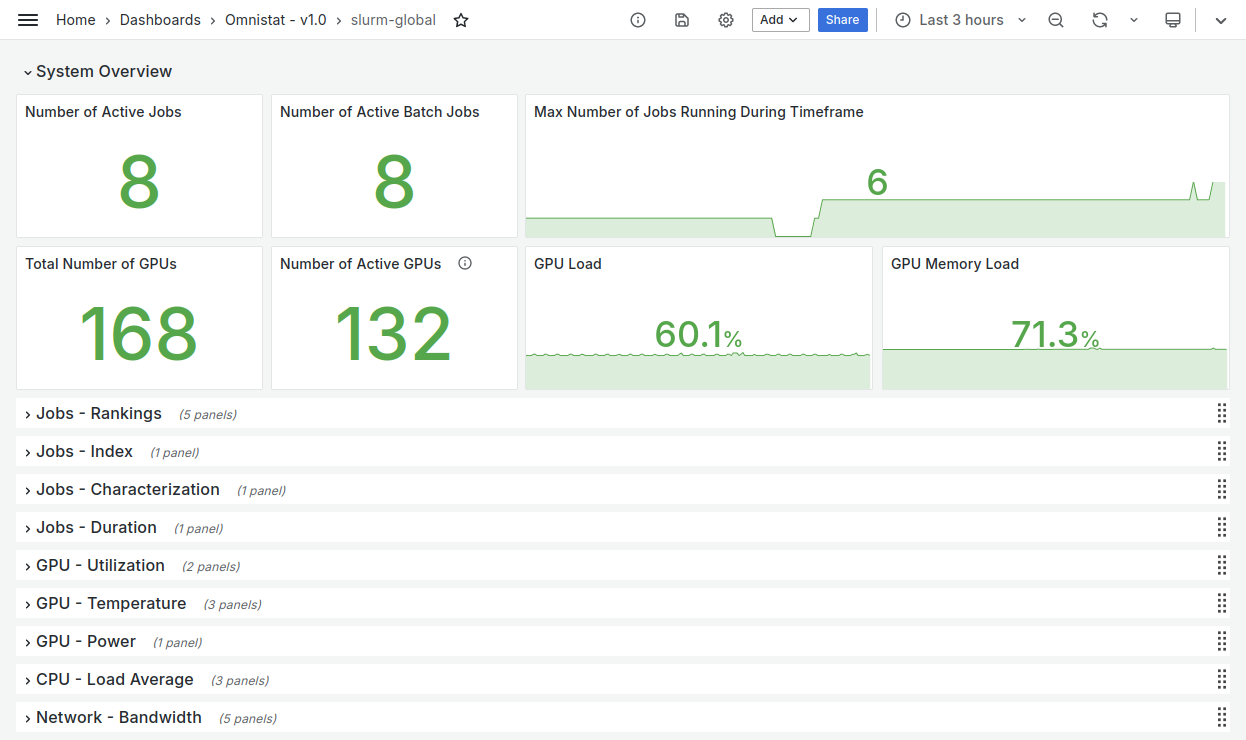 Home › Dashboards › Omnistat - v1.0 › slurm-global Add Share Last 3 hours
System Overview
Number of Active Jobs
8
Number of Active Batch Jobs
8
Max Number of Jobs Running During Timeframe
6
Total Number of GPUs
168
Number of Active GPUs
132
GPU Load
60.1%
GPU Memory Load
71.3%
Jobs - Rankings (5 panels)
Jobs - Index (1 panel)
Jobs - Characterization (1 panel)
Jobs - Duration (1 panel)
GPU - Utilization (2 panels)
GPU - Temperature (3 panels)
GPU - Power (1 panel)
CPU - Load Average (3 panels)
Network - Bandwidth (5 panels)